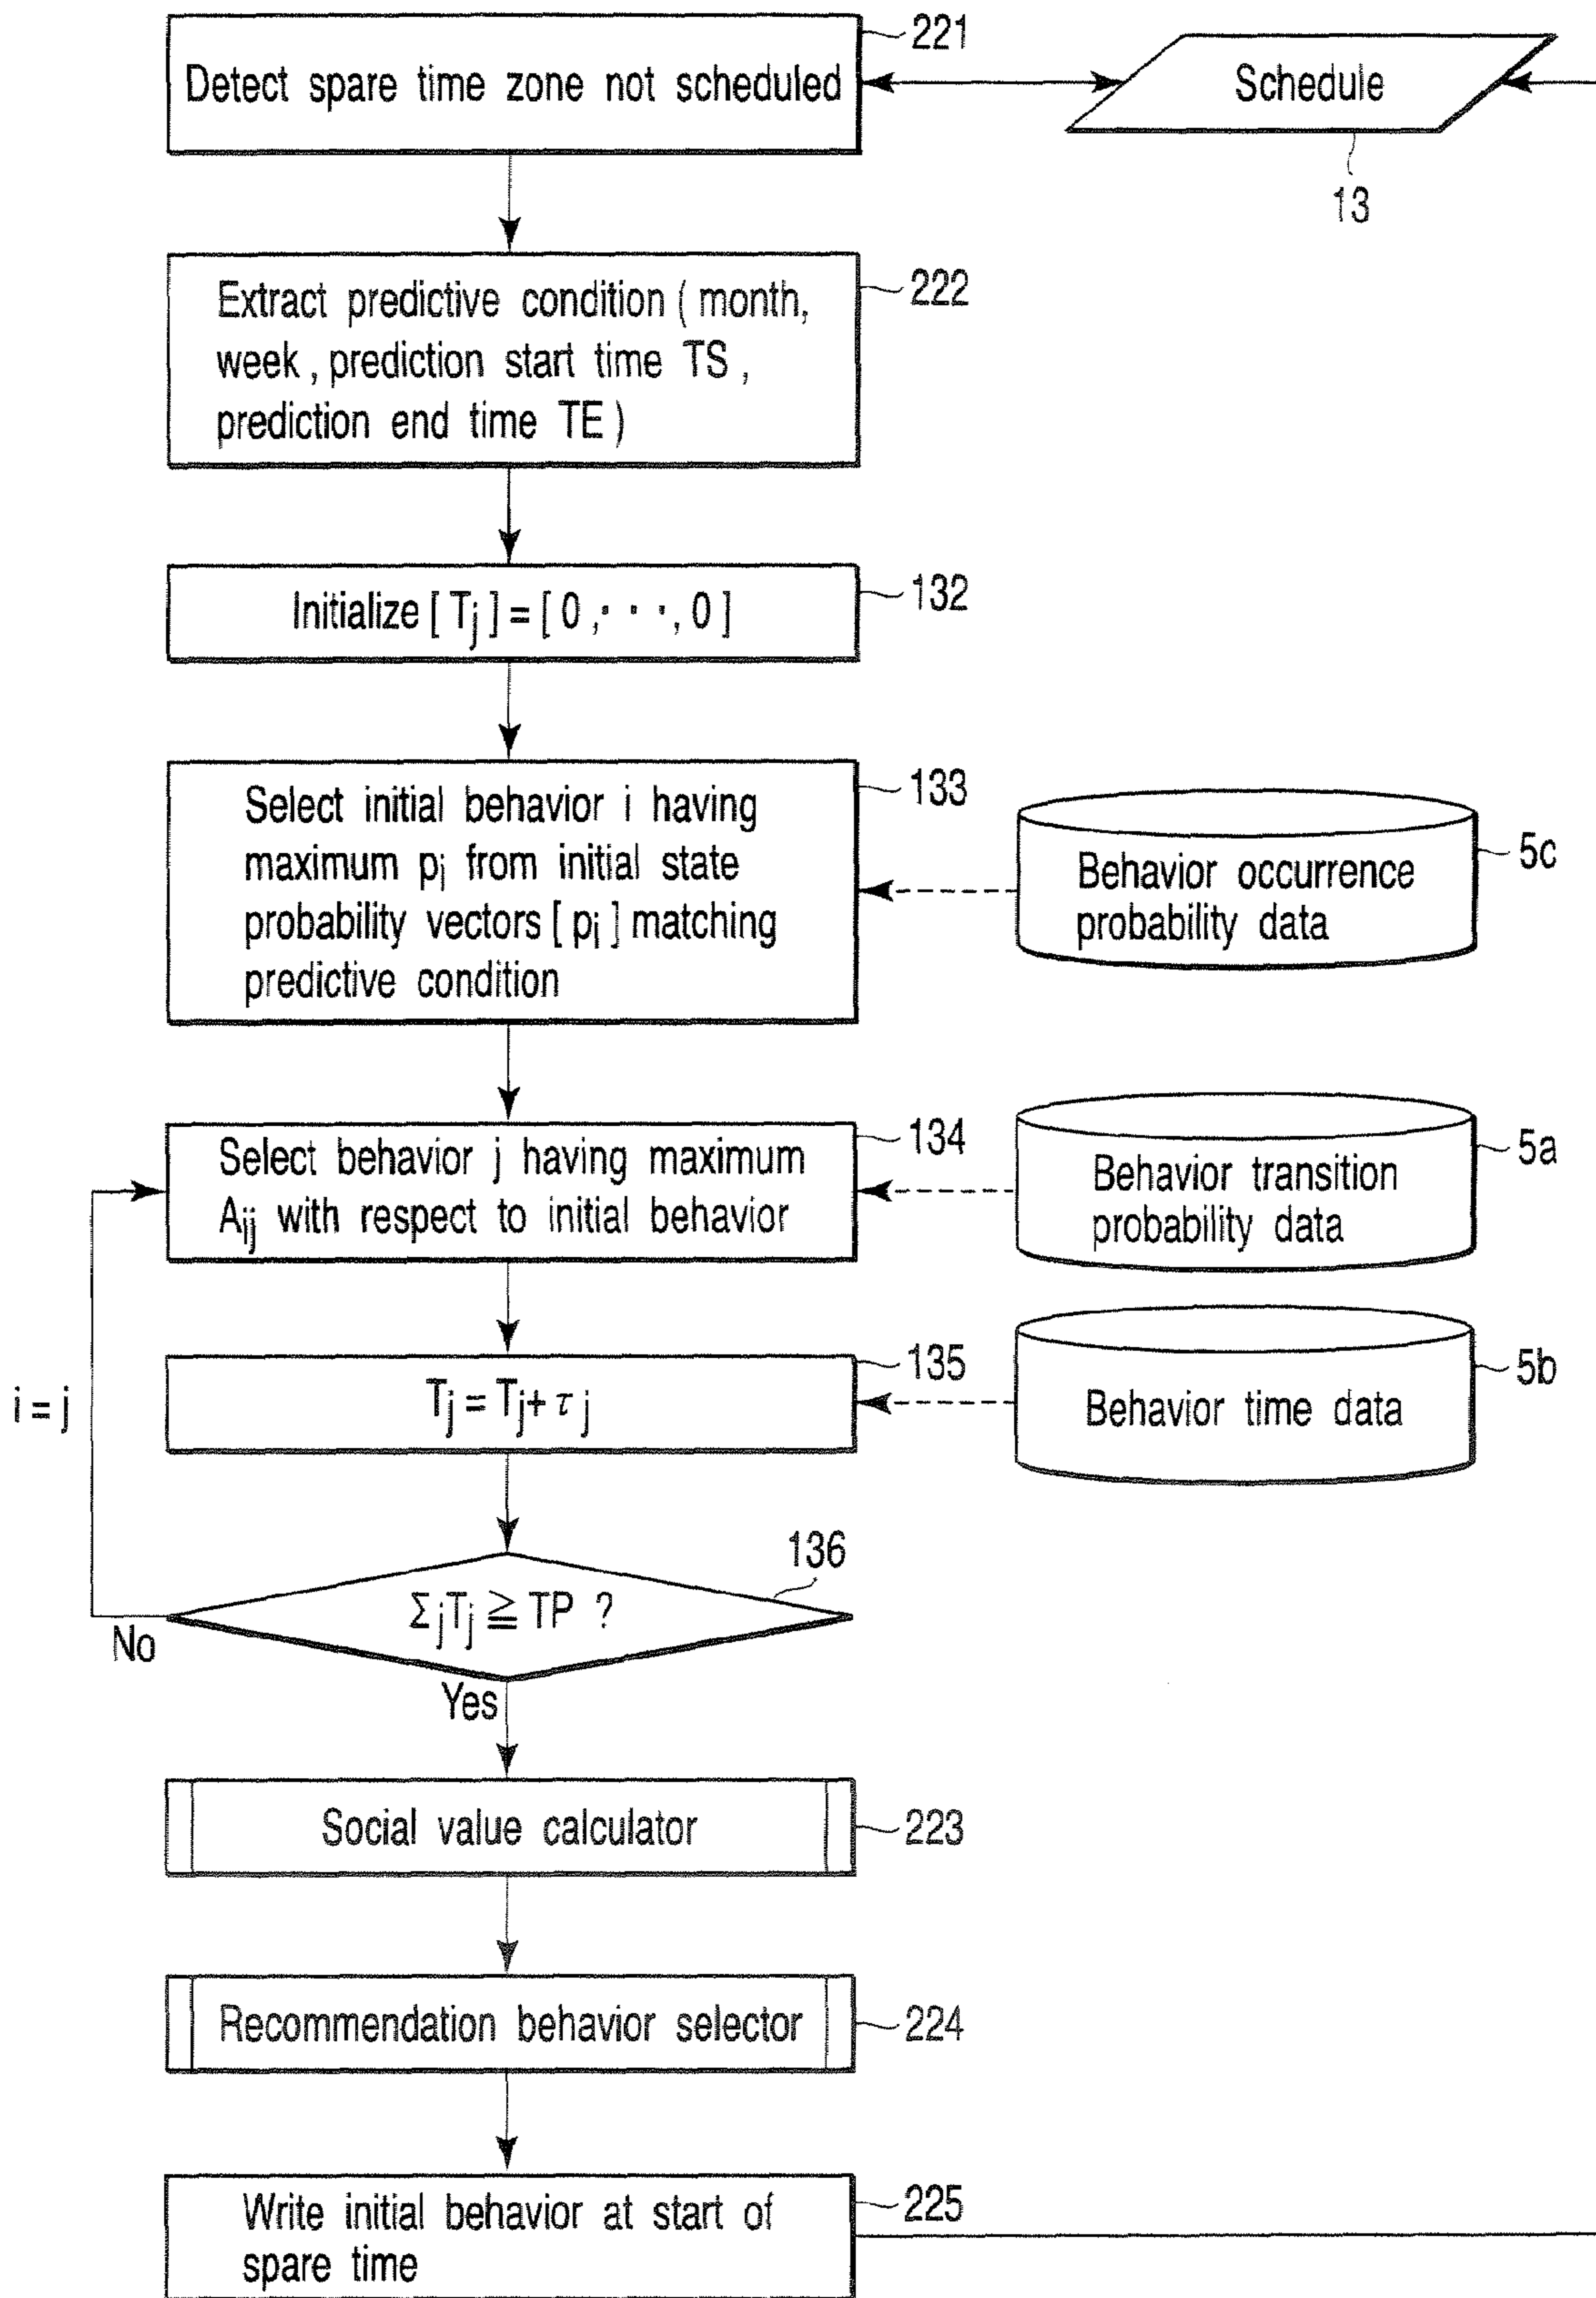 221
Detect spare time zone not scheduled
Schedule
13
222
Extract predictive condition ( month,
week , prediction start time TS ,
prediction end time TE )
132
Initialize [ Tj ] = [ 0 , · · · , 0 ]
133
Select initial behavior i having
maximum pi from initial state
probability vectors [ pi ] matching
predictive condition
5c
Behavior occurrence
probability data
134
Select behavior j having maximum
Aij with respect to initial behavior
5a
Behavior transition
probability data
135
Tj = Tj + τ j
5b
Behavior time data
i = j
136
Σ j Tj ≧ TP ?
No
Yes
Social value calculator
223
Recommendation behavior selector
224
225
Write initial behavior at start of
spare time